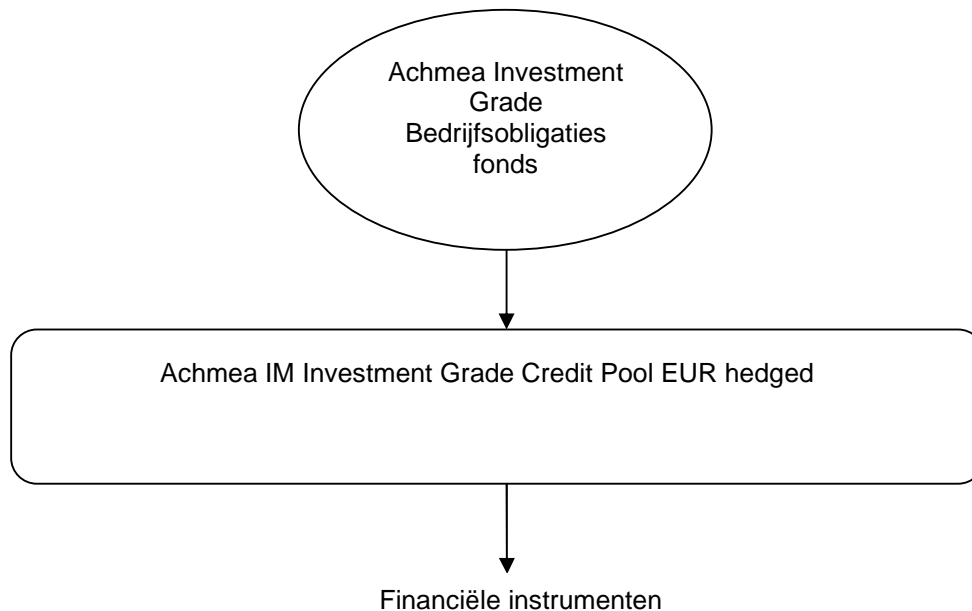 Achmea Investment
Grade
Bedrijfsobligaties
fonds
Achmea IM Investment Grade Credit Pool EUR hedged
Financiële instrumenten